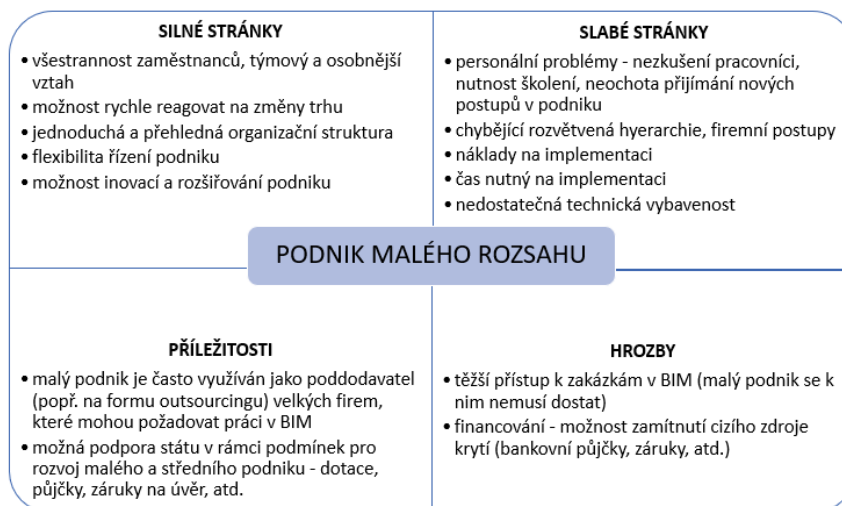 SILNÉ STRÁNKY
• všestrannost zaměstnanců, týmový a osobnější
vztah
• možnost rychle reagovat na změny trhu
• jednoduchá a přehledná organizační struktura
• flexibilita řízení podniku
• možnost inovací a rozšiřování podniku
SLABÉ STRÁNKY
• personální problémy - nezkušení pracovníci,
nutnost školení, neochota přijímání nových
postupů v podniku
• chybějící rozvětvená hyerarchie, firemní postupy
• náklady na implementaci
• čas nutný na implementaci
• nedostatečná technická vybavenost
PODNIK MALÉHO ROZSAHU
PŘÍLEŽITOSTI
• malý podnik je často využíván jako poddodavatel
(popř. na formu outsourcingu) velkých firem,
které mohou požadovat práci v BIM
• možná podpora státu v rámci podmínek pro
rozvoj malého a středního podniku - dotace,
půjčky, záruky na úvěr, atd.
HROZBY
• těžší přístup k zakázkám v BIM (malý podnik se k
nim nemusí dostat)
• financování - možnost zamítnutí cizího zdroje
krytí (bankovní půjčky, záruky, atd.)